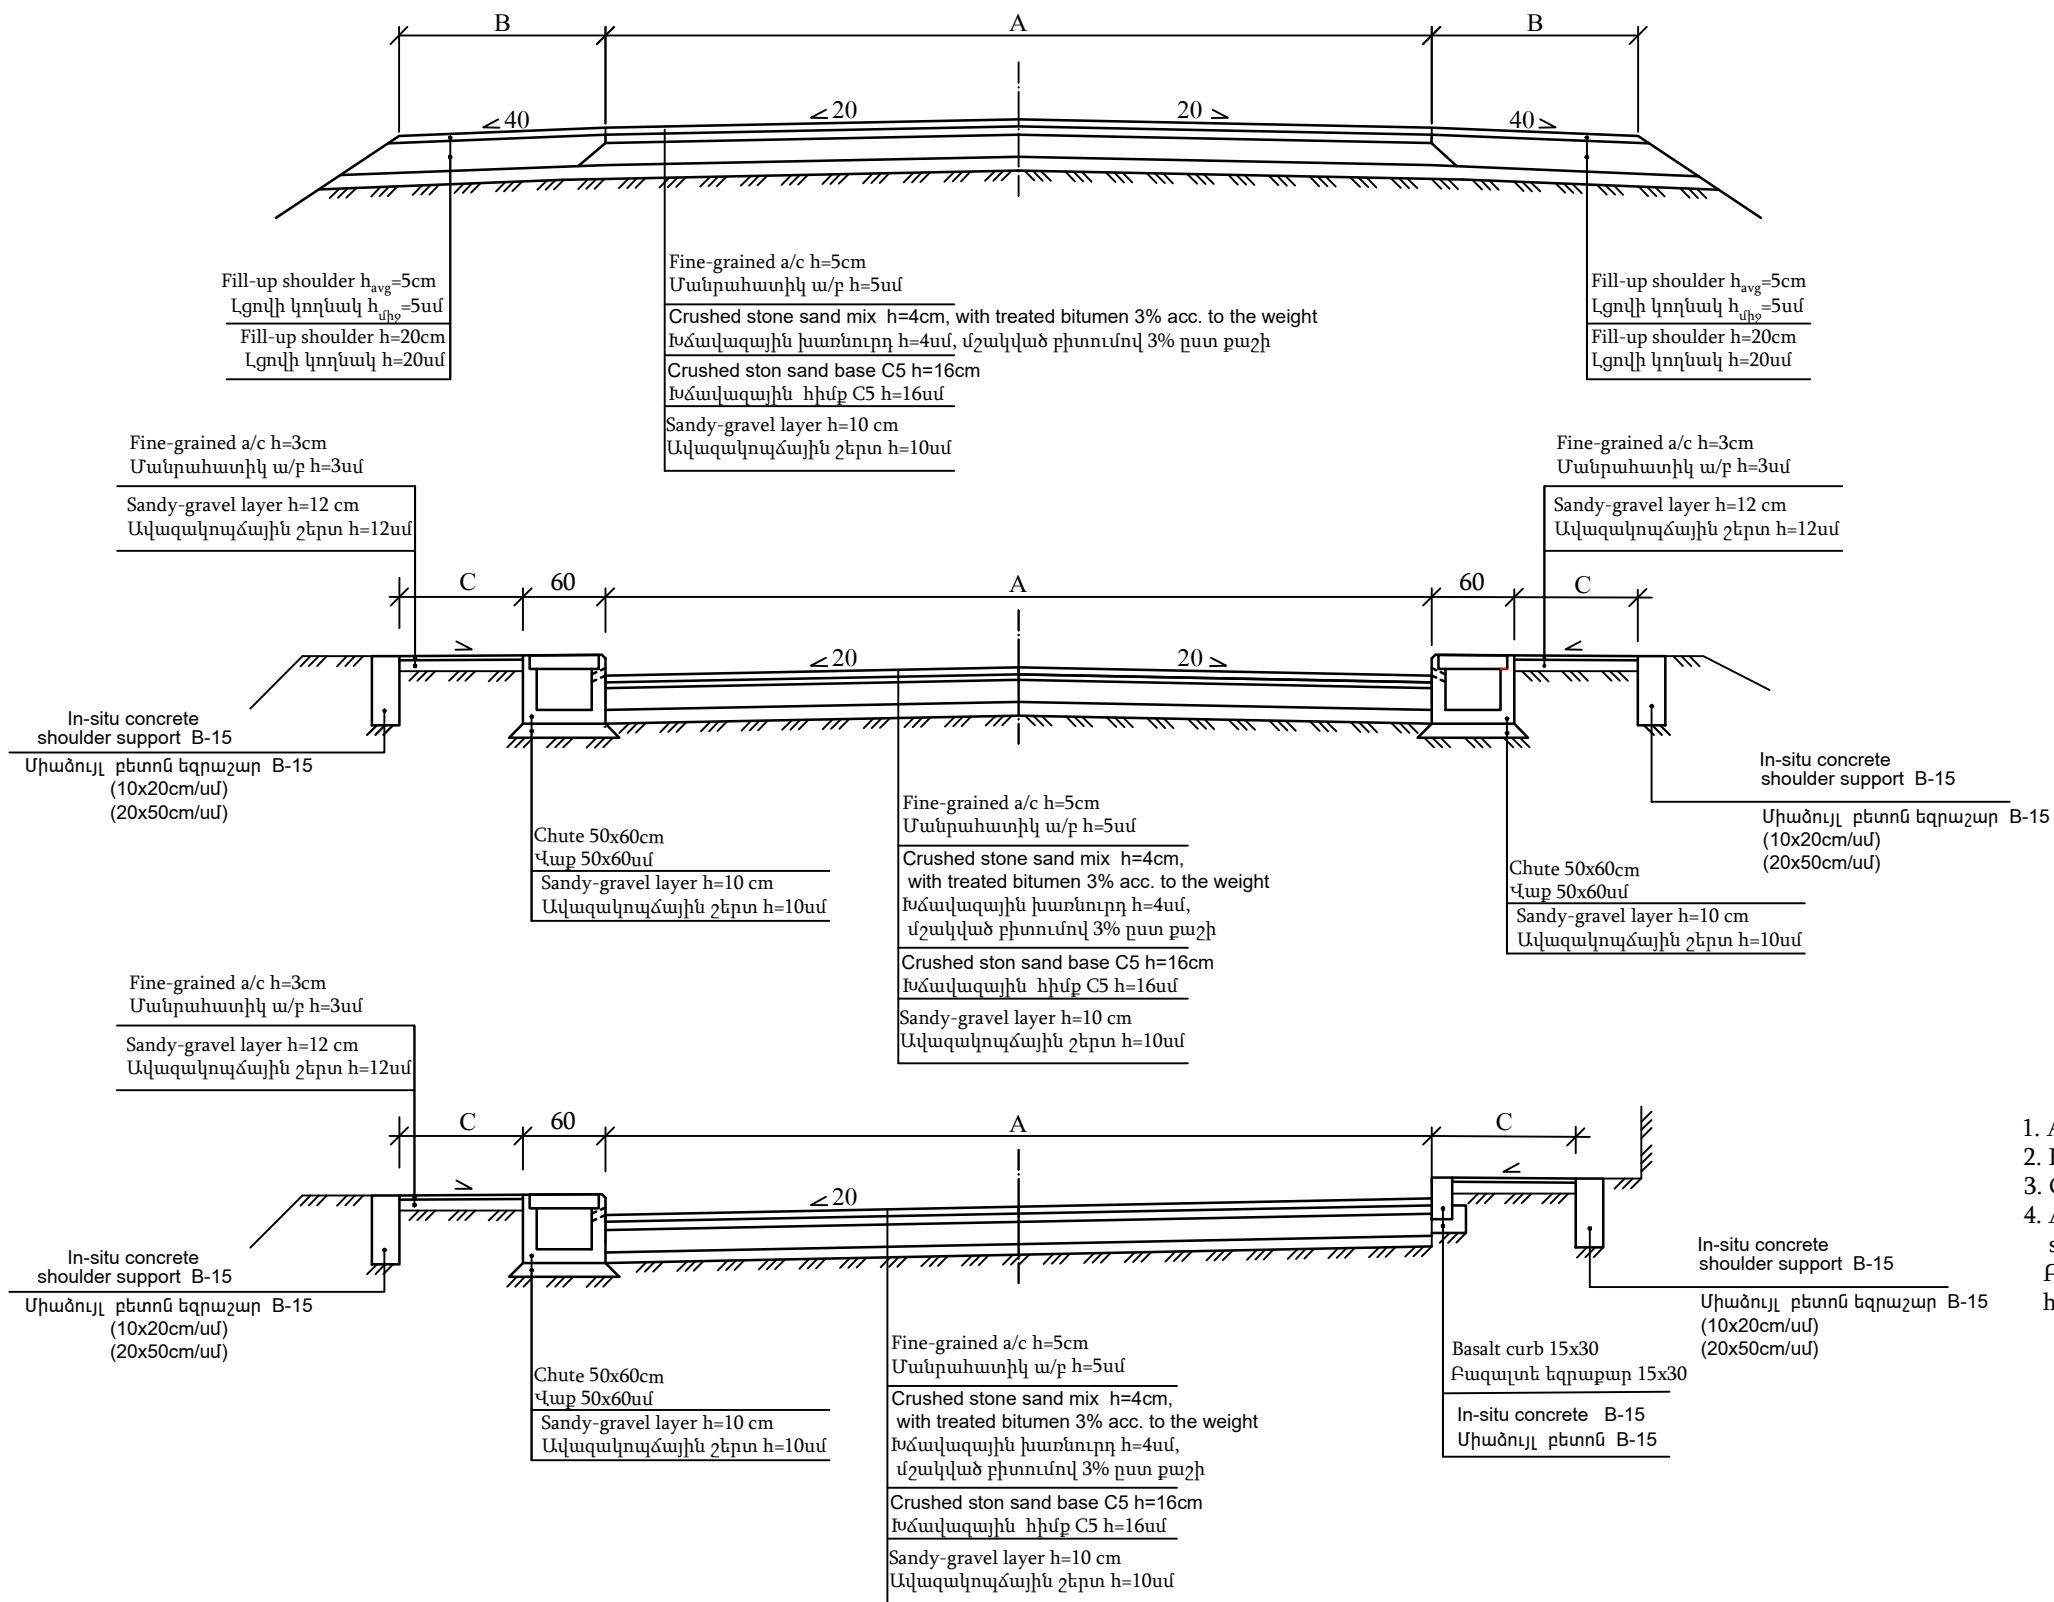 B
A
B
40
20
20
40
Fill-up shoulder havg=5cm
Լցովի կողնակ hմիջ=5սմ
Fill-up shoulder h=20cm
Լցովի կողնակ h=20սմ
Fine-grained a/c h=5cm
Մանրահատիկ ա/բ h=5սմ
Crushed stone sand mix h=4cm, with treated bitumen 3% acc. to the weight
Խճավազային խառնուրդ h=4սմ, մշակված բիտումով 3% ըստ քաշի
Crushed ston sand base C5 h=16cm
Խճավազային հիմք C5 h=16սմ
Sandy-gravel layer h=10 cm
Ավազակոպճային շերտ h=10սմ
Fill-up shoulder havg=5cm
Լցովի կողնակ hմիջ=5սմ
Fill-up shoulder h=20cm
Լցովի կողնակ h=20սմ
Fine-grained a/c h=3cm
Մանրահատիկ ա/բ h=3սմ
Sandy-gravel layer h=12 cm
Ավազակոպճային շերտ h=12սմ
Fine-grained a/c h=3cm
Մանրահատիկ ա/բ h=3սմ
Sandy-gravel layer h=12 cm
Ավազակոպճային շերտ h=12սմ
C
60
A
60
C
20
20
In-situ concrete
shoulder support B-15
Միաձույլ բետոն եզրաշար B-15
(10x20cm/սմ)
(20x50cm/սմ)
Chute 50x60cm
Վաք 50x60սմ
Sandy-gravel layer h=10 cm
Ավազակոպճային շերտ h=10սմ
Fine-grained a/c h=5cm
Մանրահատիկ ա/բ h=5սմ
Crushed stone sand mix h=4cm,
with treated bitumen 3% acc. to the weight
Խճավազային խառնուրդ h=4սմ,
մշակված բիտումով 3% ըստ քաշի
Crushed ston sand base C5 h=16cm
Խճավազային հիմք C5 h=16սմ
Sandy-gravel layer h=10 cm
Ավազակոպճային շերտ h=10սմ
Chute 50x60cm
Վաք 50x60սմ
Sandy-gravel layer h=10 cm
Ավազակոպճային շերտ h=10սմ
In-situ concrete
shoulder support B-15
Միաձույլ բետոն եզրաշար B-15
(10x20cm/սմ)
(20x50cm/սմ)
Fine-grained a/c h=3cm
Մանրահատիկ ա/բ h=3սմ
Sandy-gravel layer h=12 cm
Ավազակոպճային շերտ h=12սմ
C
60
A
C
20
In-situ concrete
shoulder support B-15
Միաձույլ բետոն եզրաշար B-15
(10x20cm/սմ)
(20x50cm/սմ)
Chute 50x60cm
Վաք 50x60սմ
Sandy-gravel layer h=10 cm
Ավազակոպճային շերտ h=10սմ
Fine-grained a/c h=5cm
Մանրահատիկ ա/բ h=5սմ
Crushed stone sand mix h=4cm,
with treated bitumen 3% acc. to the weight
Խճավազային խառնուրդ h=4սմ,
մշակված բիտումով 3% ըստ քաշի
Crushed ston sand base C5 h=16cm
Խճավազային հիմք C5 h=16սմ
Sandy-gravel layer h=10 cm
Ավազակոպճային շերտ h=10սմ
Basalt curb 15x30
Բազալտե եզրաքար 15x30
In-situ concrete B-15
Միաձույլ բետոն B-15
In-situ concrete
shoulder support B-15
Միաձույլ բետոն եզրաշար B-15
(10x20cm/սմ)
(20x50cm/սմ)
1.
2.
3.
4.